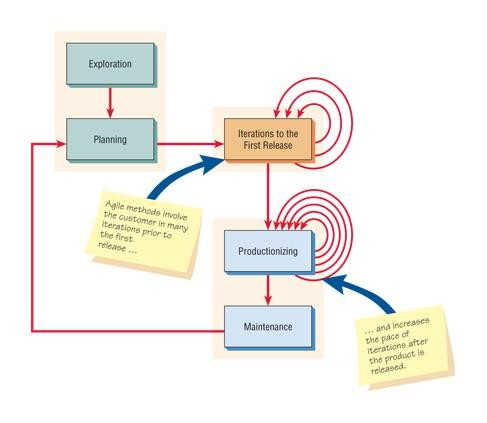 Exploration
Planning
Iterations to the
First Release
Agile methods involve
the customer in many
iterations prior to
the first
release ...
Productionizing
Maintenance
... and increases
the pace of
iterations after
the product is
released.